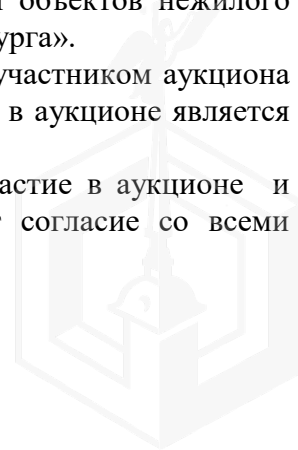 объектов нежилого
урга».
участником аукциона
в аукционе является
астие в аукционе и
согласие со всеми